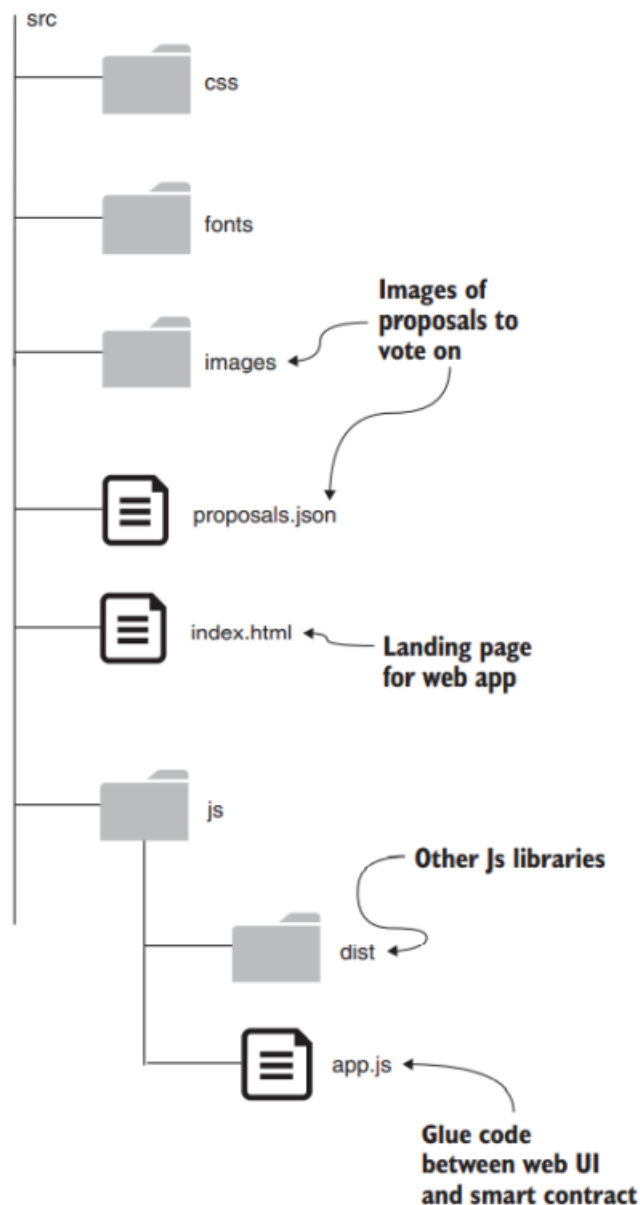 src
css
fonts
Images of
proposals to
vote on
images
proposals.json
index.html
Landing page
for web app
js
Other Js libraries
dist
app.js
Glue code
between web UI
and smart contract